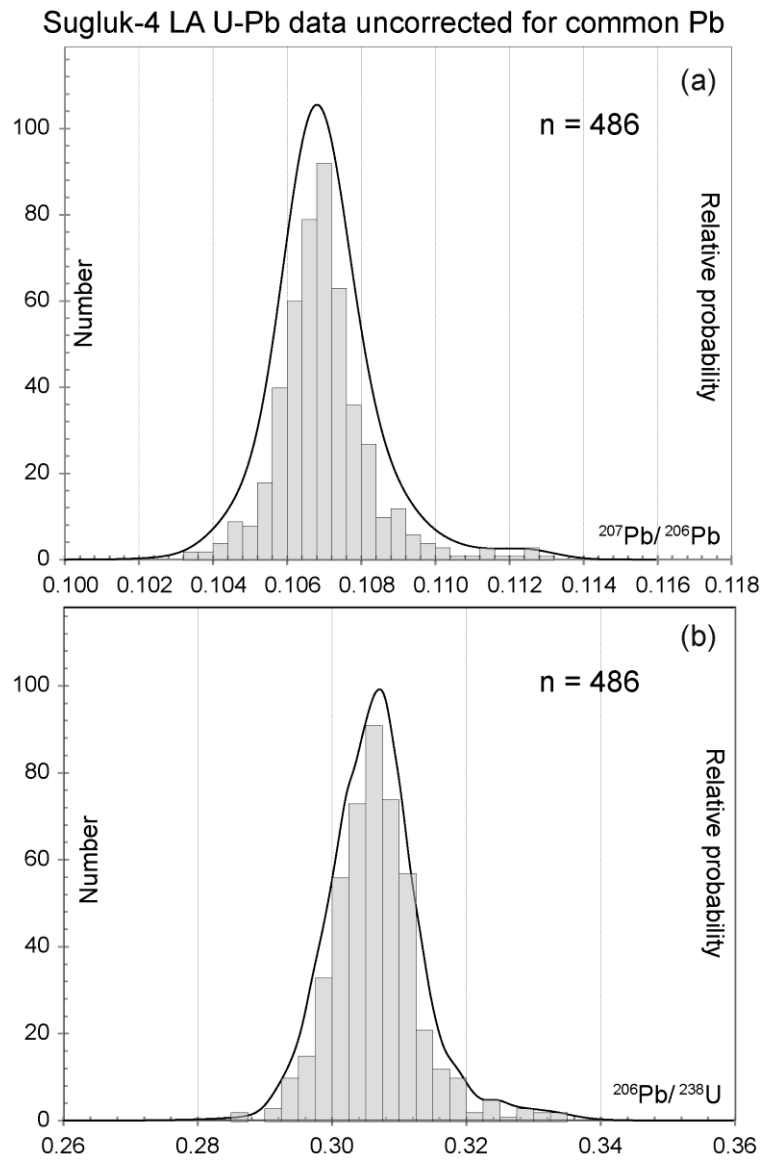 Sugluk-4 LA U-Pb data uncorrected for common Pb
(a)
n = 486
100
80
60
40
20
0
Number
Relative probability
²⁰⁷Pb/ ²⁰⁶Pb
0.100 0.102 0.104 0.106 0.108 0.110 0.112 0.114 0.116 0.118
(b)
n = 486
100
80
60
40
20
0
Number
Relative probability
²⁰⁶Pb/ ²³⁸U
0.26 0.28 0.30 0.32 0.34 0.36